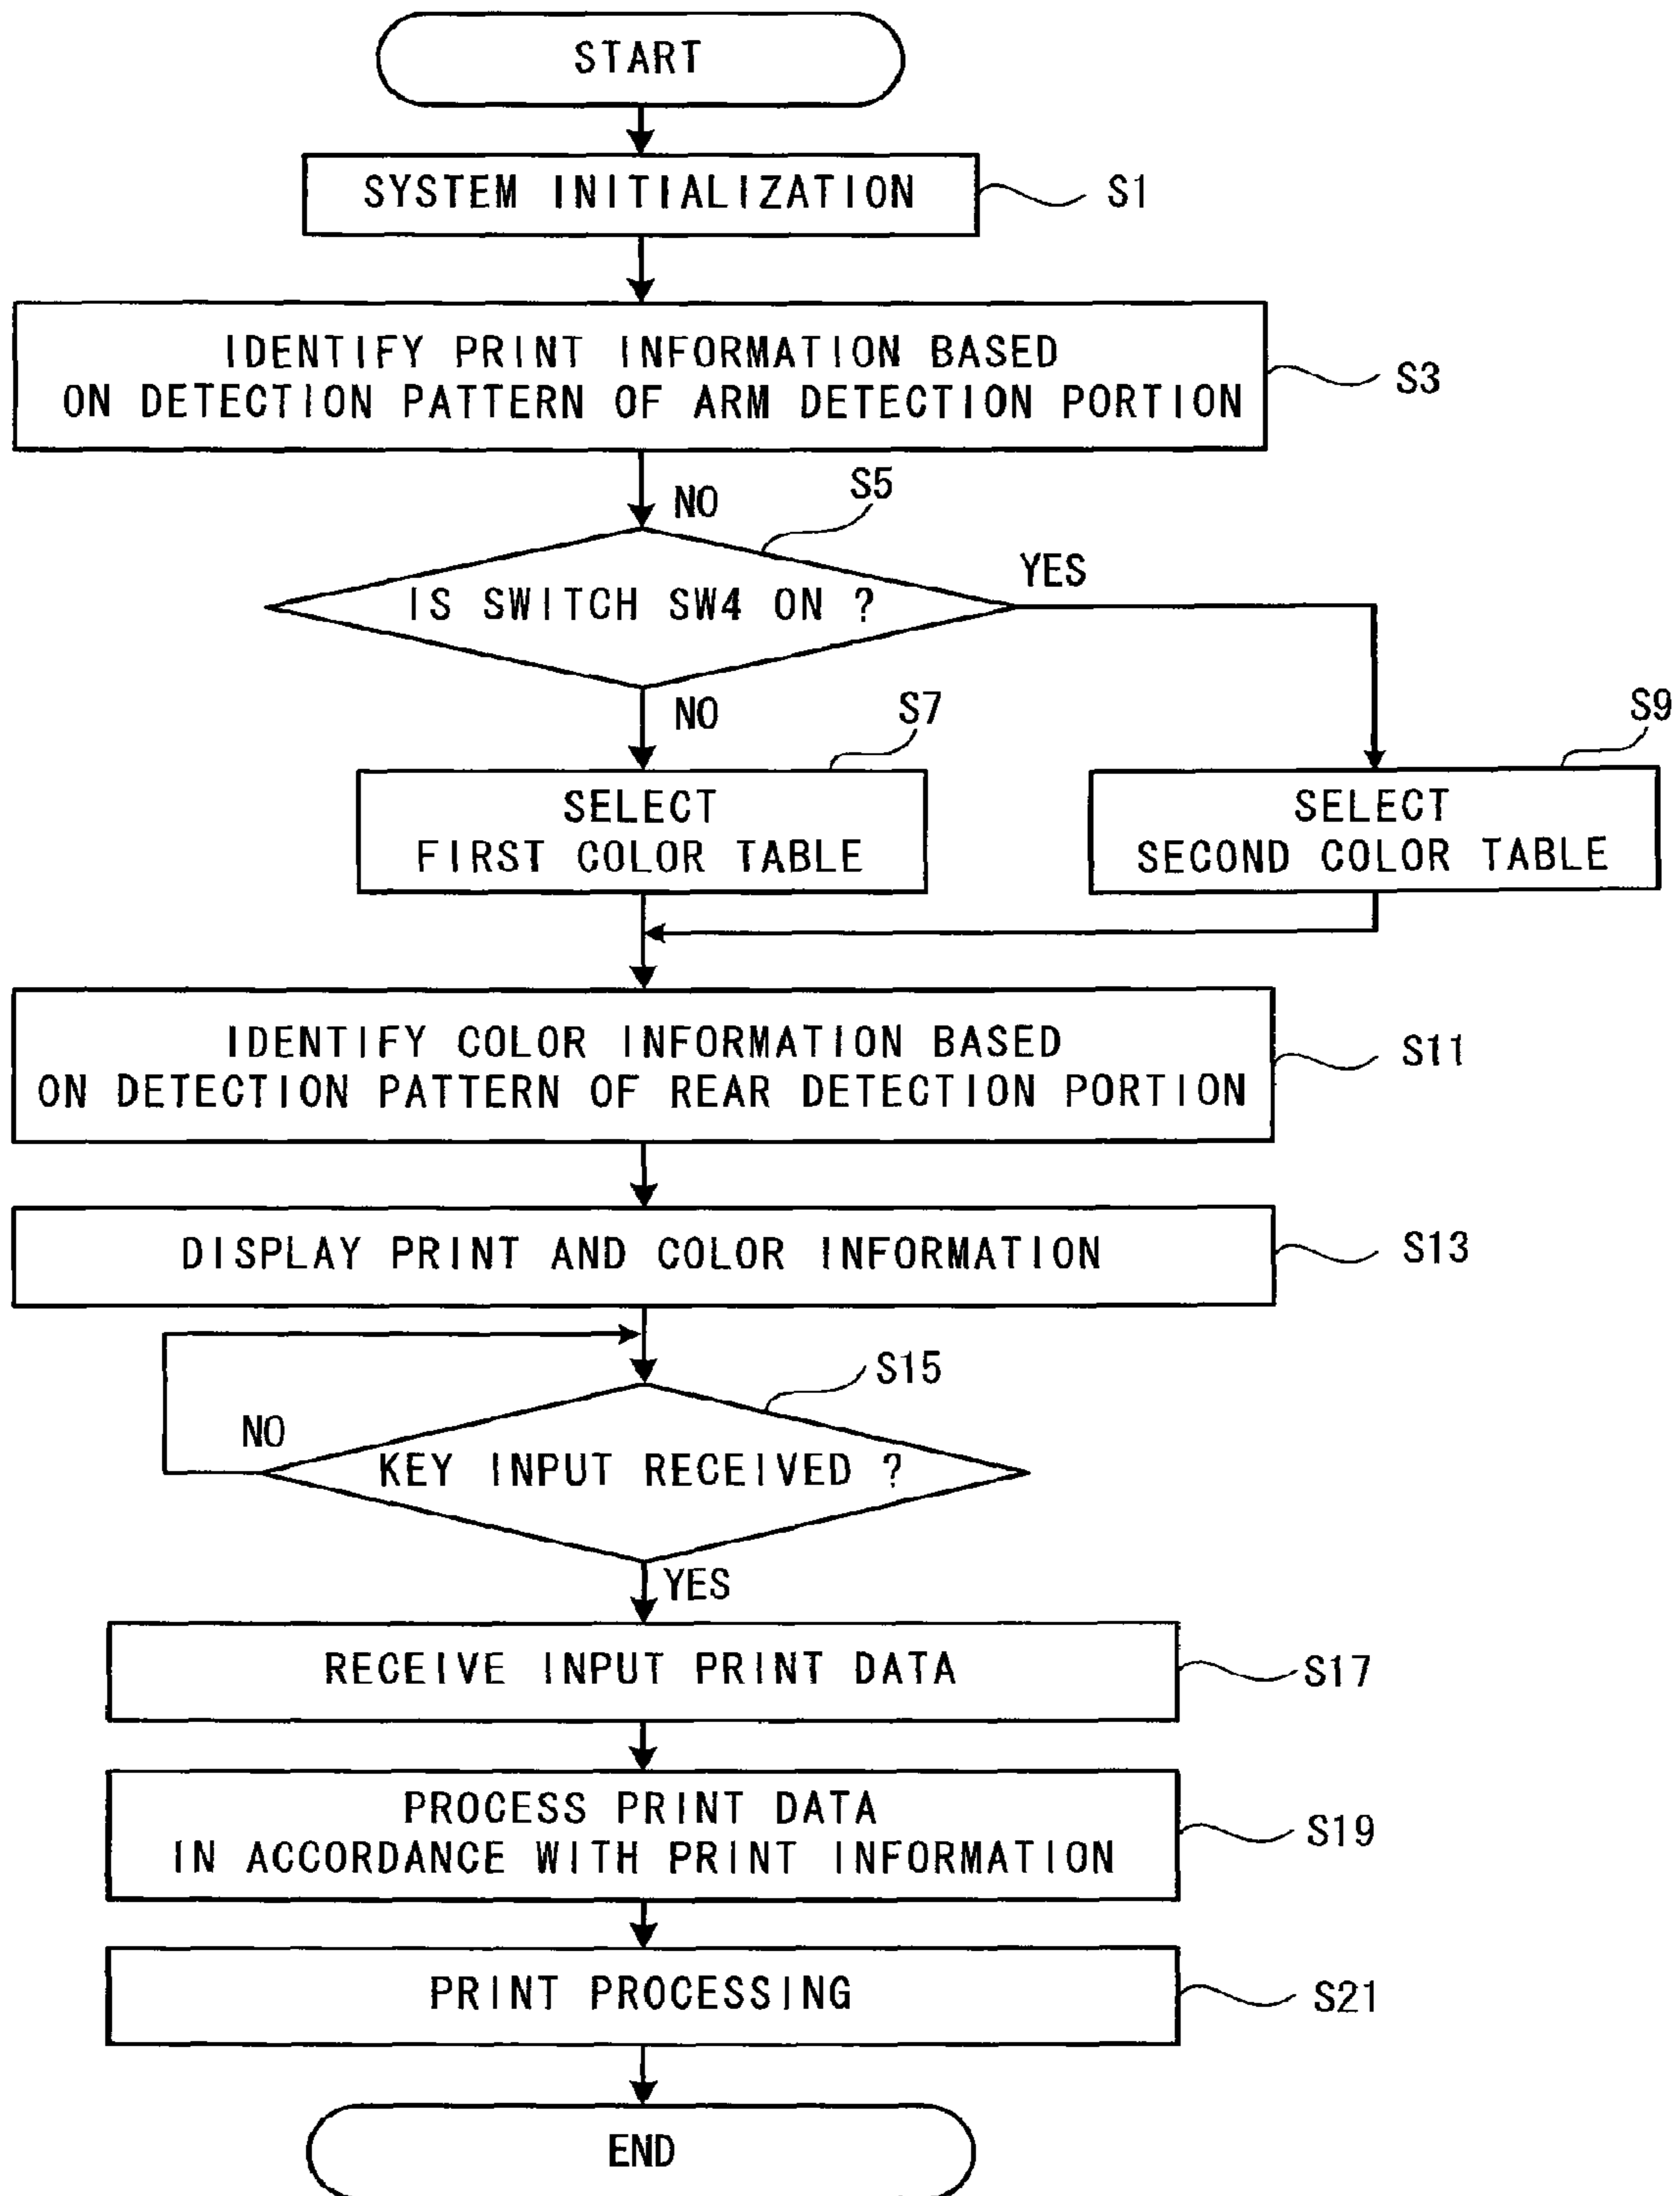 START
SYSTEM INITIALIZATION
S1
IDENTIFY PRINT INFORMATION BASED
ON DETECTION PATTERN OF ARM DETECTION PORTION
S3
NO
S5
IS SWITCH SW4 ON ?
YES
NO
S7
S9
SELECT
FIRST COLOR TABLE
SELECT
SECOND COLOR TABLE
IDENTIFY COLOR INFORMATION BASED
ON DETECTION PATTERN OF REAR DETECTION PORTION
S11
DISPLAY PRINT AND COLOR INFORMATION
S13
S15
NO
KEY INPUT RECEIVED ?
YES
RECEIVE INPUT PRINT DATA
S17
PROCESS PRINT DATA
IN ACCORDANCE WITH PRINT INFORMATION
S19
PRINT PROCESSING
S21
END